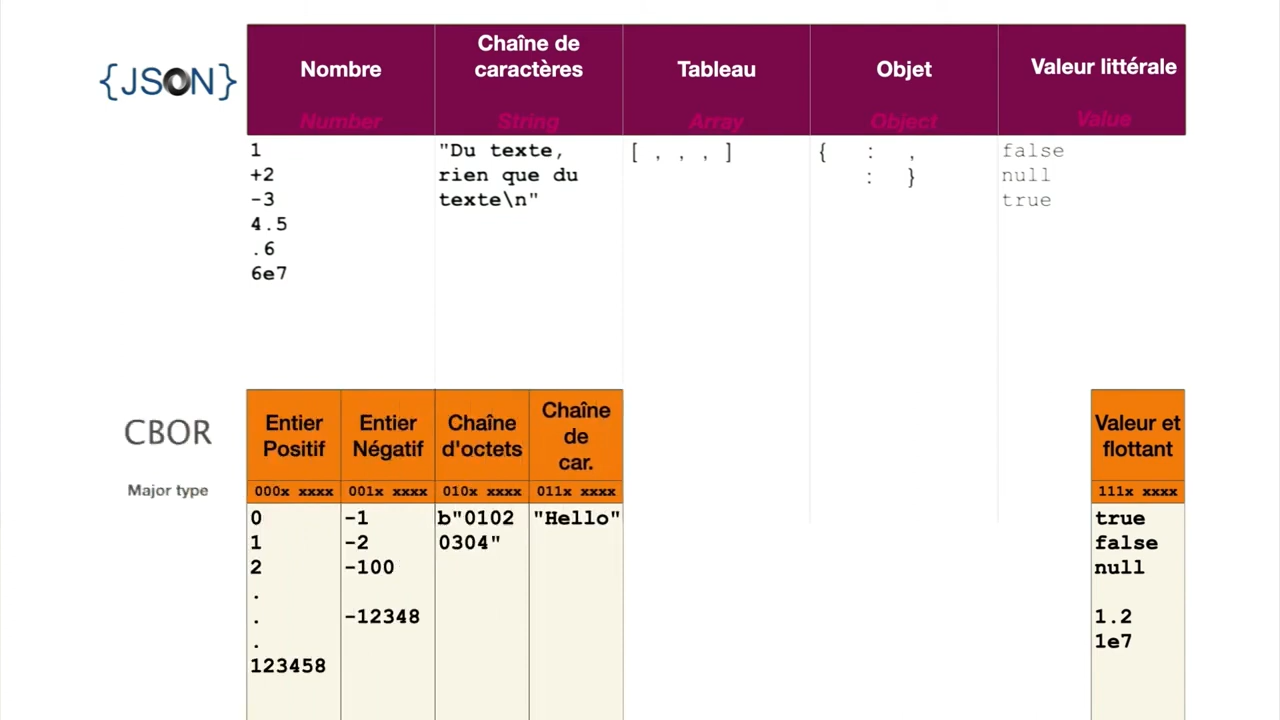 {JSON}
Nombre
Number
Chaîne de
caractères
String
Tableau
Array
Objet
Object
Valeur littérale
Value
1
+2
-3
4.5
.6
6e7
"Du texte,
rien que du
texte\n"
[ , , , ]
{ : ,
: }
false
null
true
CBOR
Major type
Entier
Positif
000x xxxx
0
1
2
.
.
.
123458
Entier
Négatif
001x xxxx
-1
-2
-100
-12348
Chaîne
d'octets
010x xxxx
b"0102
0304"
Chaîne
de
car.
011x xxxx
"Hello"
Valeur et
flottant
111x xxxx
true
false
null
1.2
1e7